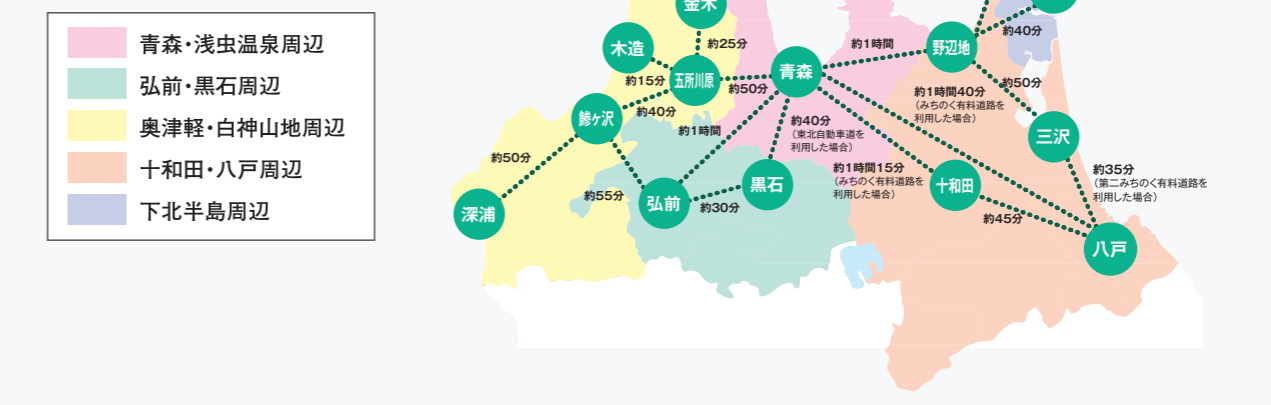 青森・浅虫温泉周辺
弘前・黒石周辺
奥津軽・白神山地周辺
十和田・八戸周辺
下北半島周辺
金木
約40分
木造
約25分
約1時間
野辺地
青森
約15分
五所川原
約50分
約50分
約1時間40分
（みちのく有料道路を
利用した場合）
鰺ヶ沢
約40分
約1時間
約40分
（東北自動車道を
利用した場合）
三沢
約50分
約1時間15分
（みちのく有料道路を
利用した場合）
約35分
（第二みちのく有料道路を
利用した場合）
黒石
十和田
約55分
弘前
約30分
深浦
約45分
八戸